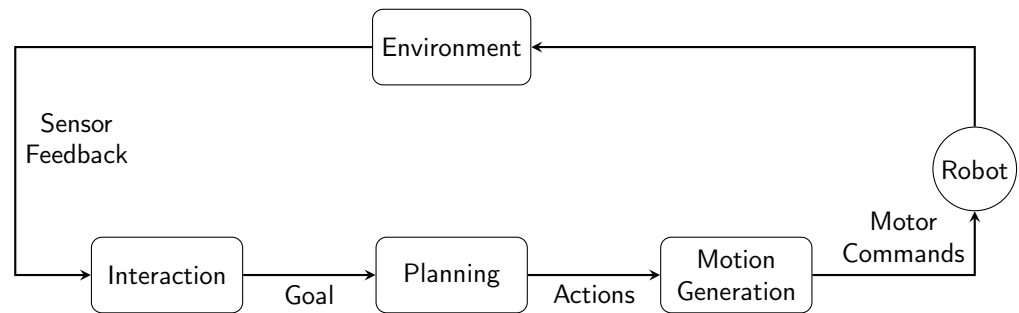 Environment
Sensor
Feedback
Robot
Motor
Commands
Interaction
Goal
Planning
Actions
Motion
Generation